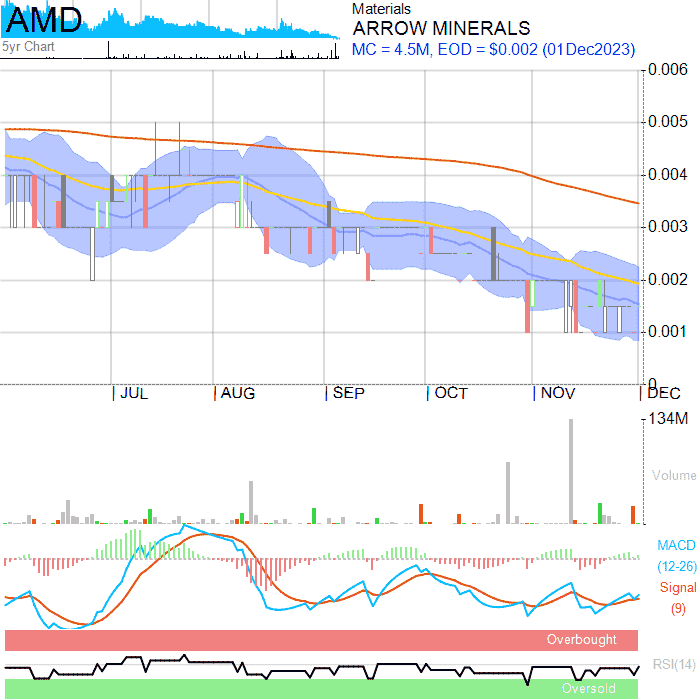 AMD
5yr Chart
Materials
ARROW MINERALS
MC = 4.5M, EOD = $0.002 (01Dec2023)
0.006
0.005
0.004
0.003
0.002
0.001
0
JUL AUG SEP OCT NOV DEC
134M
Volume
MACD
(12-26)
Signal
(9)
Overbought
RSI(14)
Oversold